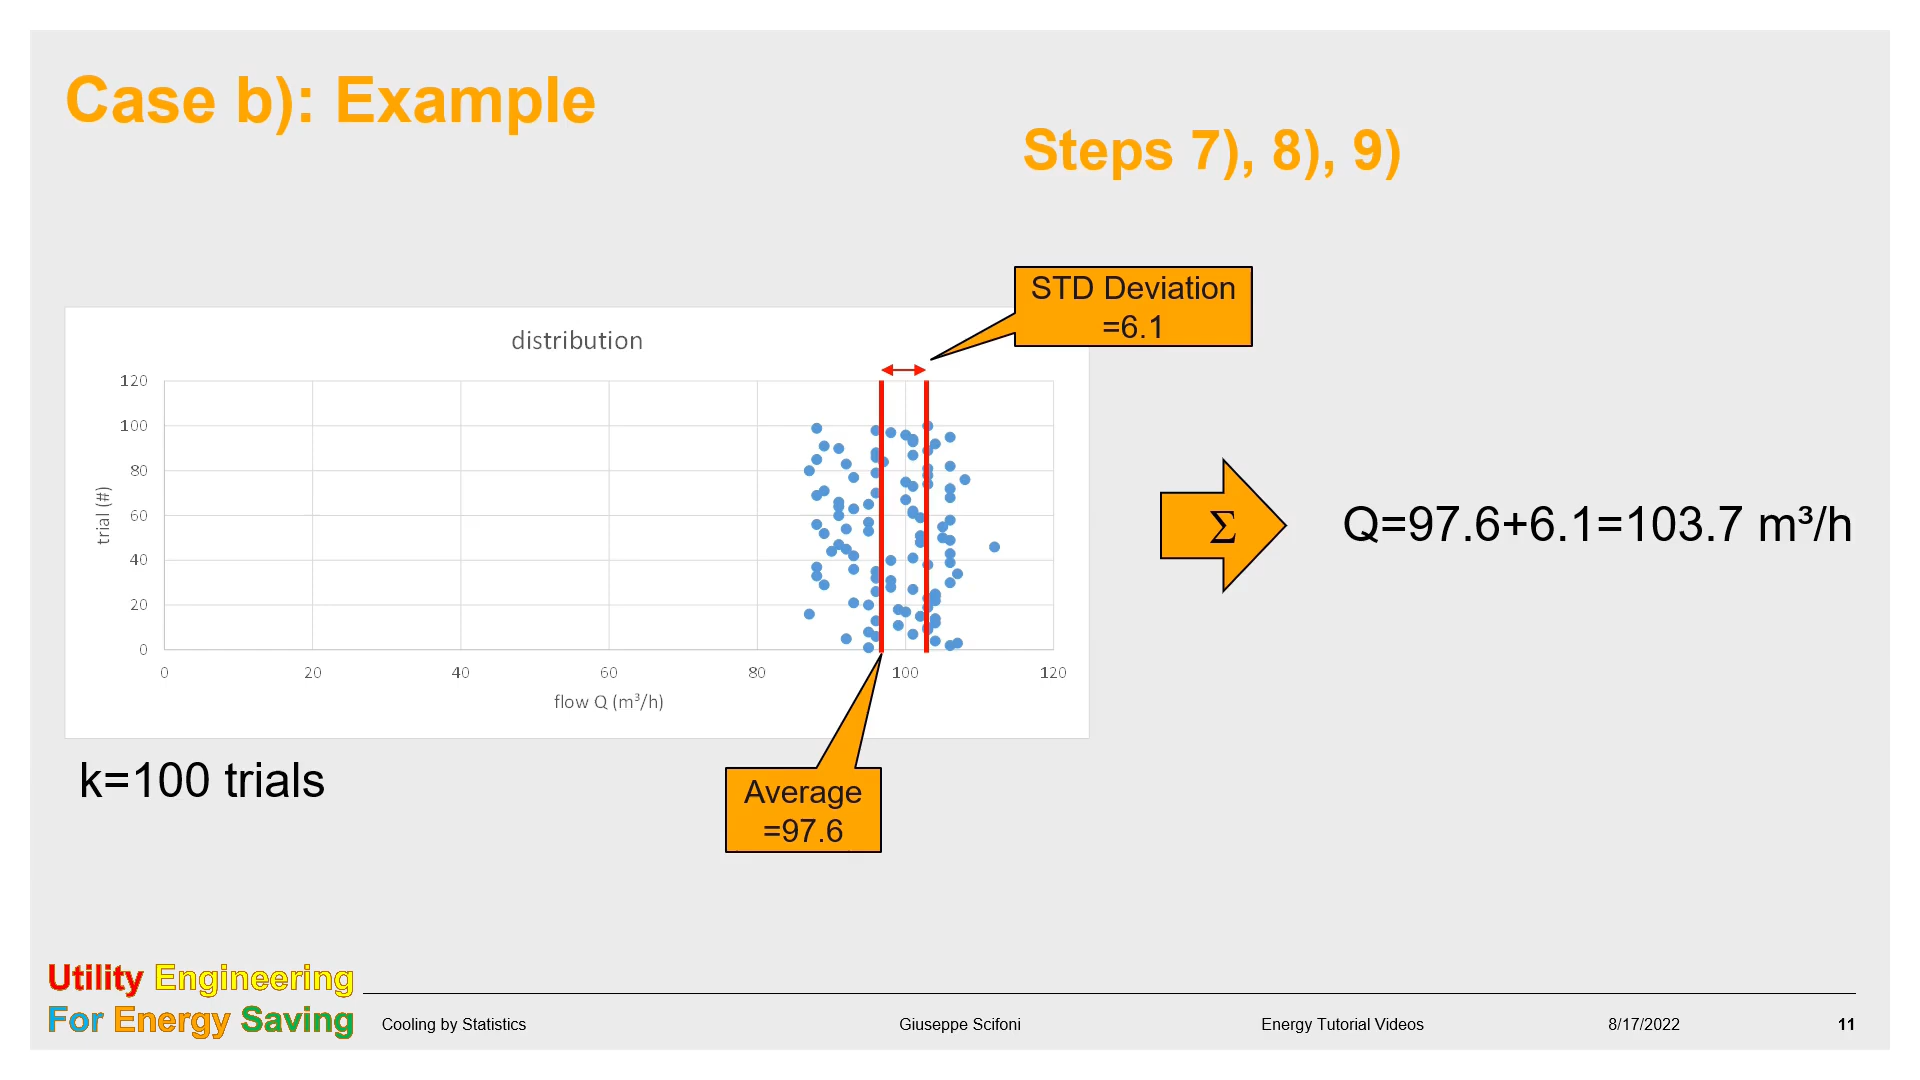 Case b): Example
Steps 7), 8), 9)
STD Deviation
=6.1
distribution
120
100
80
60
40
20
0
trial (#)
0 20 40 60 80 100 120
flow Q (m³/h)
Σ
Q=97.6+6.1=103.7 m³/h
k=100 trials
Average
=97.6
Utility Engineering
For Energy Saving
Cooling by Statistics
Giuseppe Scifoni
Energy Tutorial Videos
8/17/2022
11